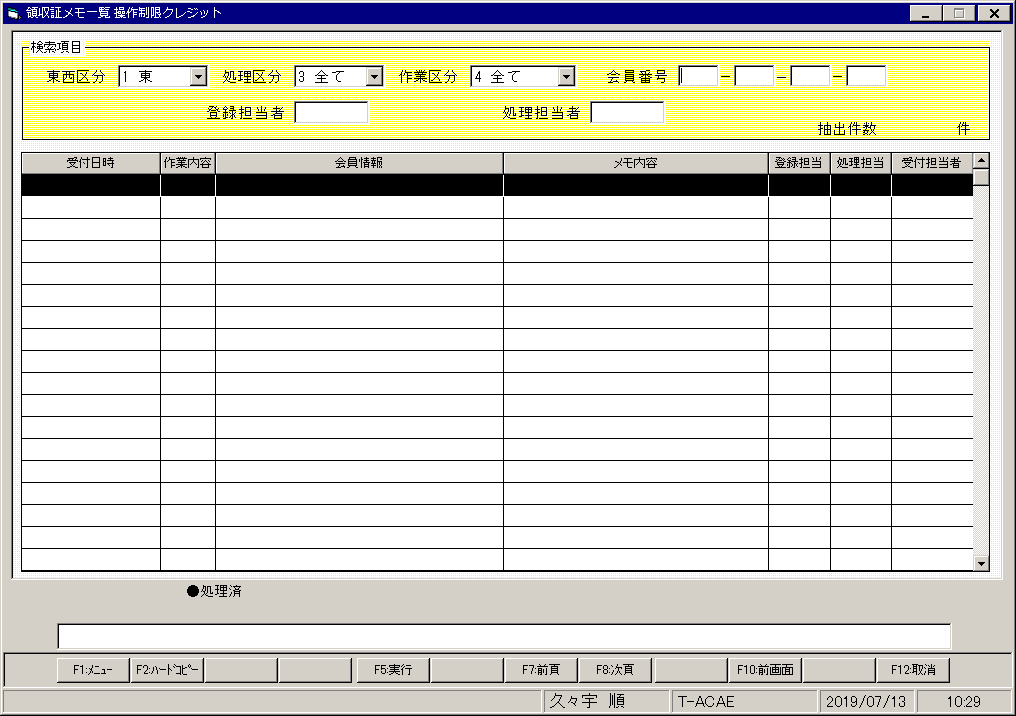 領収証メモ一覧 操作制限クレジット
検索項目
東西区分 1 東 処理区分 3 全て 作業区分 4 全て 会員番号 - - -
登録担当者 処理担当者
抽出件数 件
受付日時 作業内容 会員情報 メモ内容 登録担当 処理担当 受付担当者
●処理済
F1:ﾒﾆｭｰ F2:ﾊｰﾄﾞｺﾋﾟｰ F5:実行 F7:前頁 F8:次頁 F10:前画面 F12:取消
久々宇 順 T-ACAE 2019/07/13 10:29